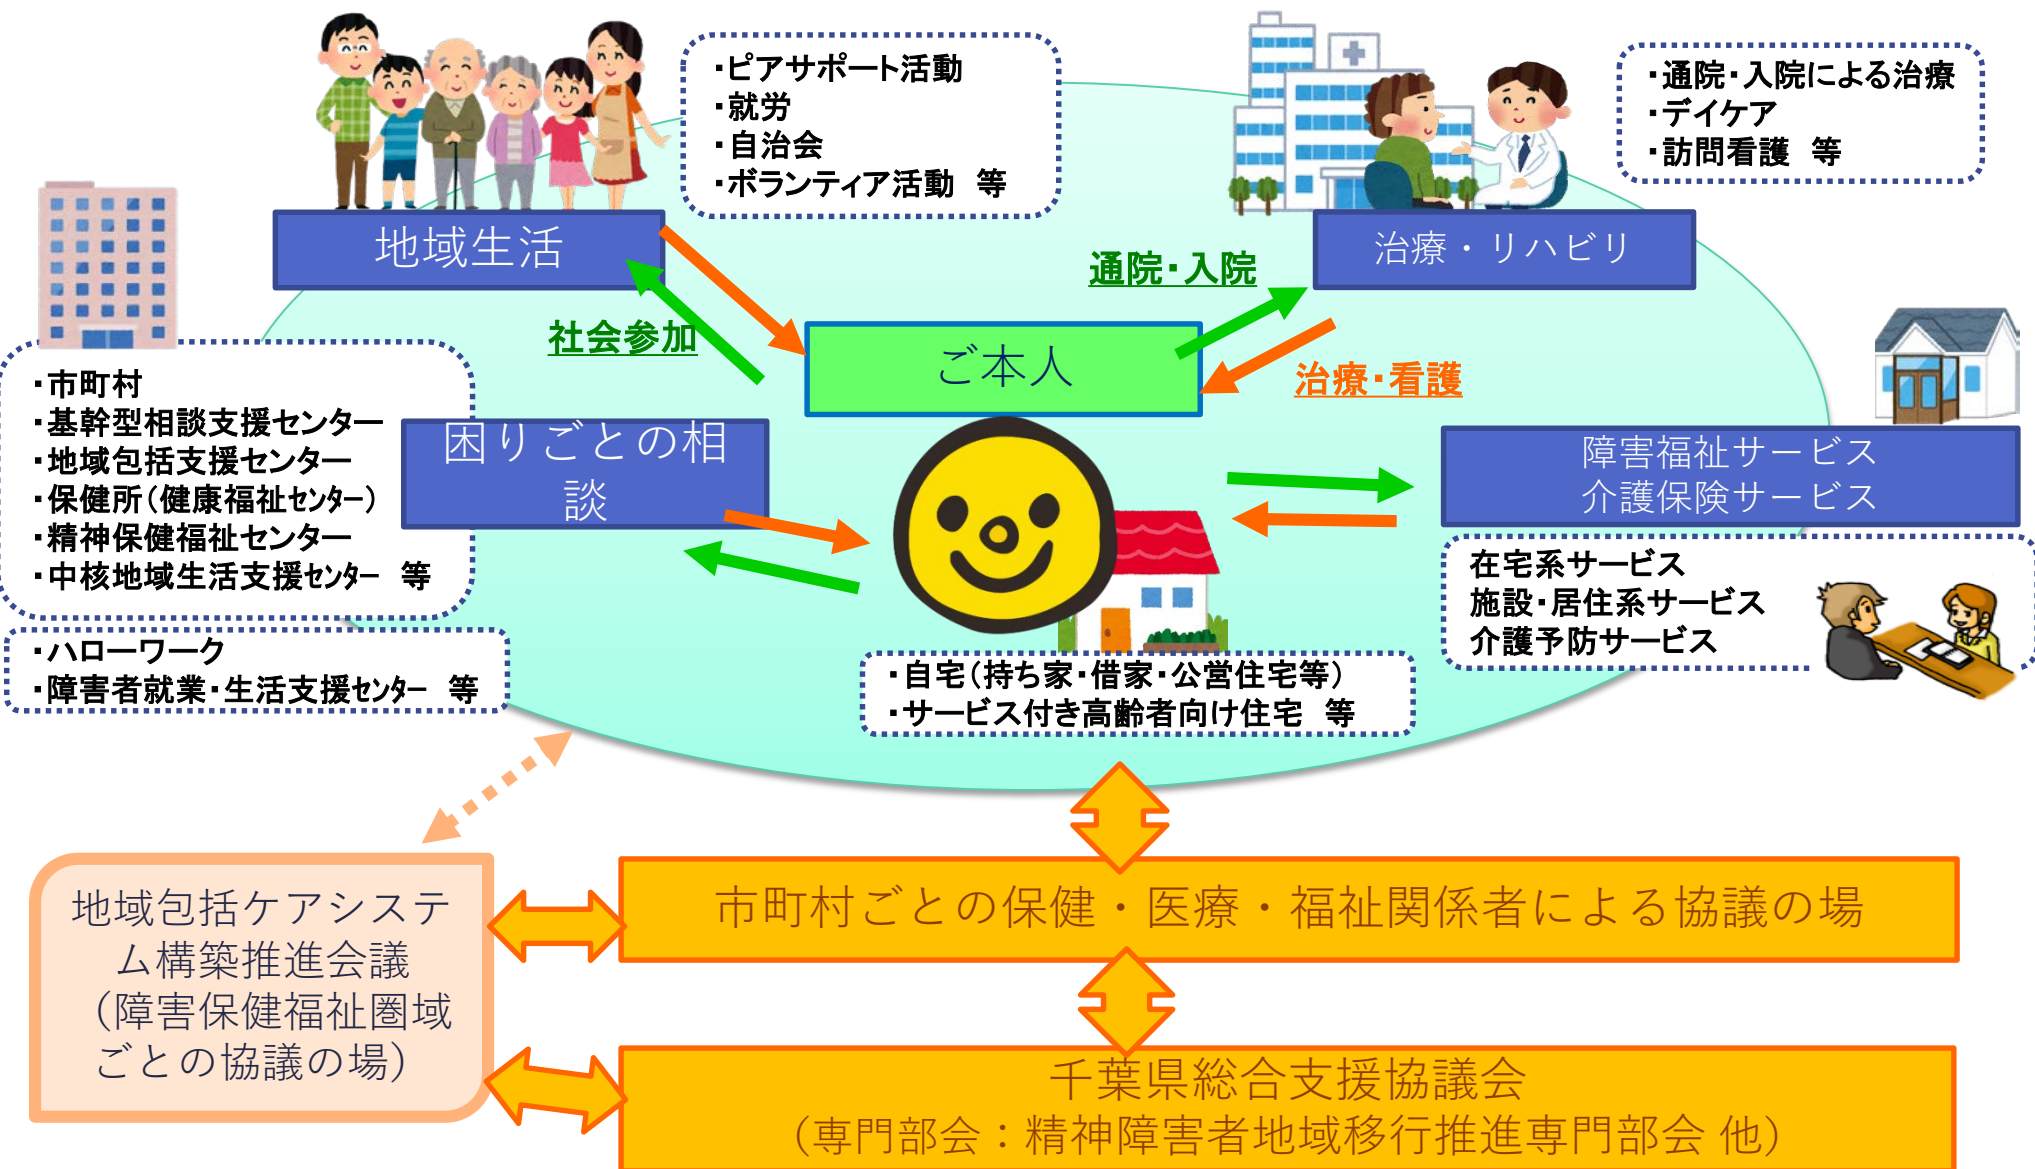 ・ピアサポート活動
・就労
・自治会
・ボランティア活動 等
・通院・入院による治療
・デイケア
・訪問看護 等
地域生活
治療・リハビリ
通院・入院
社会参加
ご本人
治療・看護
・市町村
・基幹型相談支援センター
・地域包括支援センター
・保健所(健康福祉センター)
・精神保健福祉センター
・中核地域生活支援センター 等
困りごとの相
談
障害福祉サービス
介護保険サービス
在宅系サービス
施設・居住系サービス
介護予防サービス
・ハローワーク
・障害者就業・生活支援センター 等
・自宅(持ち家・借家・公営住宅等)
・サービス付き高齢者向け住宅 等
地域包括ケアシステ
ム構築推進会議
(障害保健福祉圏域
ごとの協議の場)
市町村ごとの保健・医療・福祉関係者による協議の場
千葉県総合支援協議会
(専門部会：精神障害者地域移行推進専門部会 他)